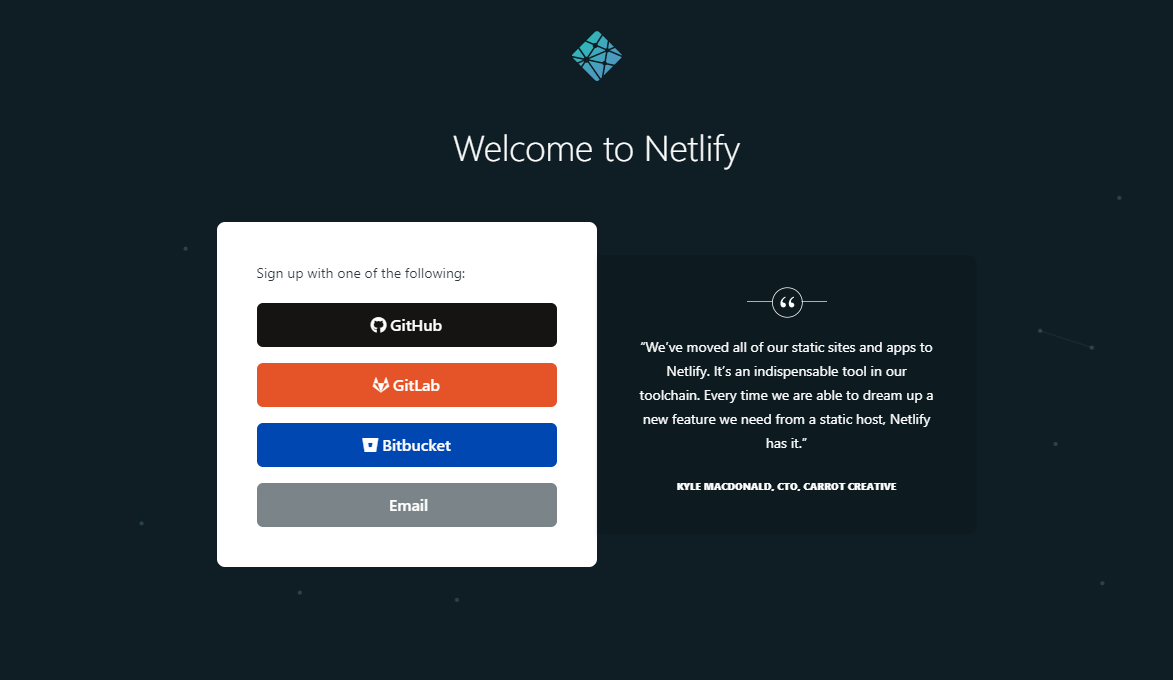 Welcome to Netlify
Sign up with one of the following:
GitHub
GitLab
Bitbucket
Email
“We’ve moved all of our static sites and apps to
Netlify. It’s an indispensable tool in our
toolchain. Every time we are able to dream up a
new feature we need from a static host, Netlify
has it.”
KYLE MACDONALD, CTO, CARROT CREATIVE